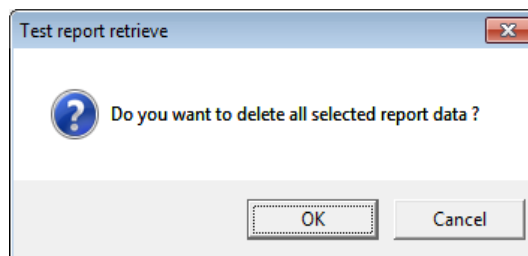 Test report retrieve
Do you want to delete all selected report data ?
OK
Cancel